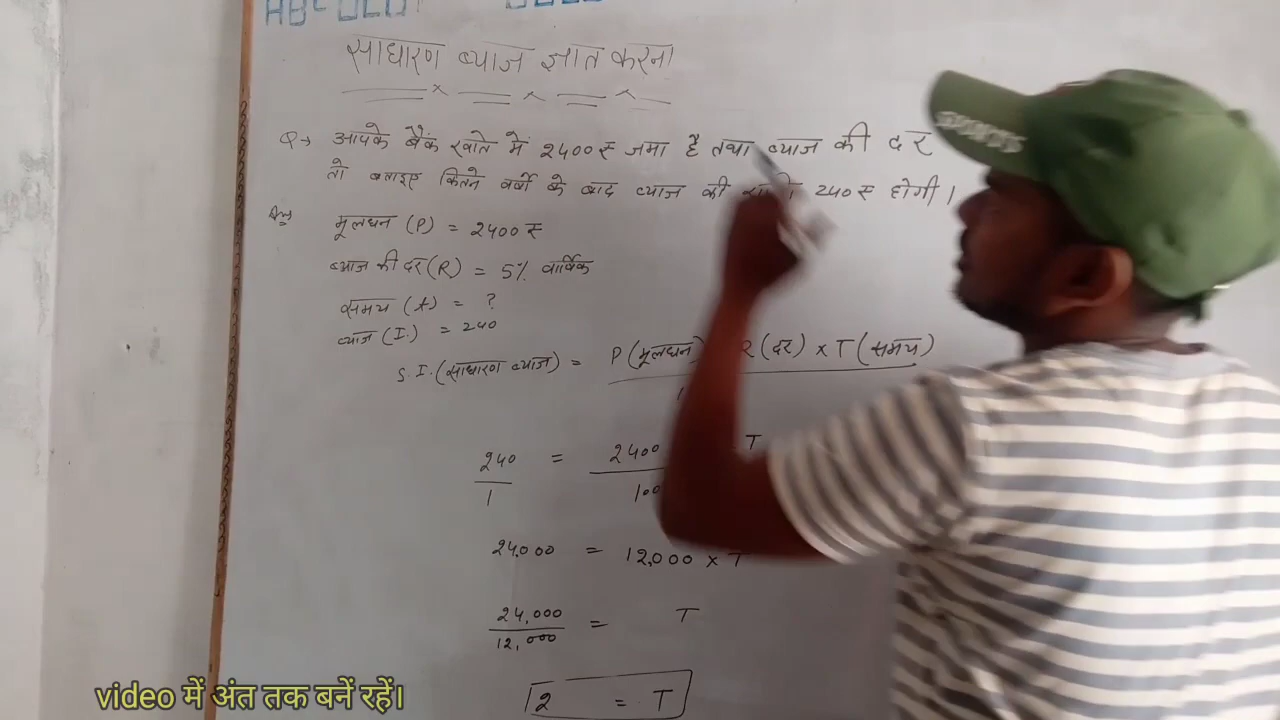 साधारण ब्याज ज्ञात करना
Q→ आपके बैंक खाते में 2400 रु जमा है तथा ब्याज की दर
तो बताइए कितने वर्षों के बाद ब्याज की 240 रु होगी।
Ans मूलधन (P) = 2400 रु
ब्याज की दर (R) = 5% वार्षिक
समय (t) = ?
ब्याज (I.) = 240
S.I. (साधारण ब्याज) = P (मूलधन) R (दर) × T (समय)
240 = 2400 T
1 100
24,000 = 12,000 × T
24,000 = T
12,000
2 = T
video में अंत तक बनें रहें।